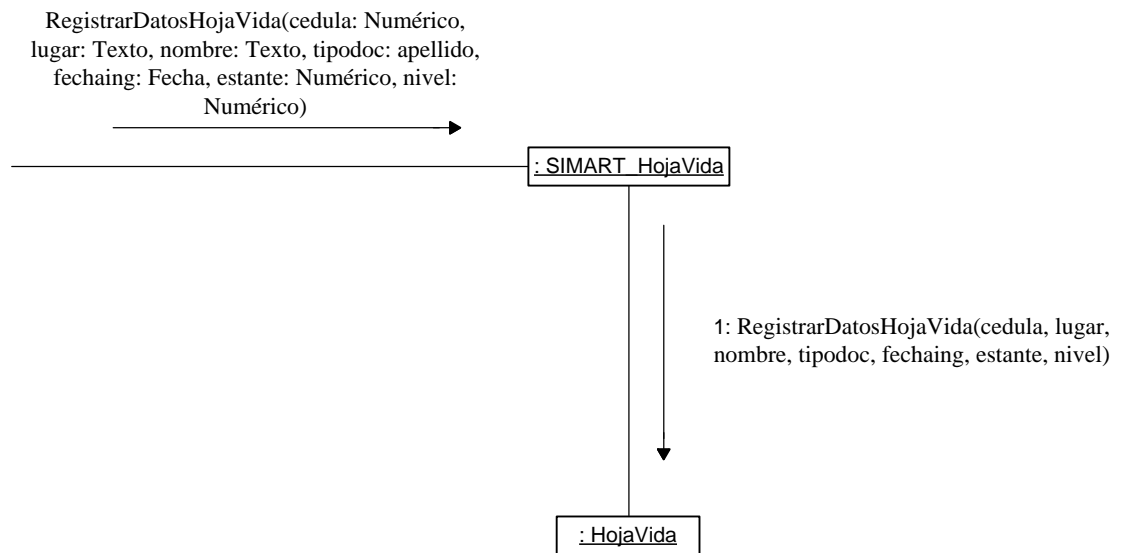 RegistrarDatosHojaVida(cedula: Numérico,
lugar: Texto, nombre: Texto, tipodoc: apellido,
fechaing: Fecha, estante: Numérico, nivel:
Numérico)
: SIMART_HojaVida
1: RegistrarDatosHojaVida(cedula, lugar,
nombre, tipodoc, fechaing, estante, nivel)
: HojaVida